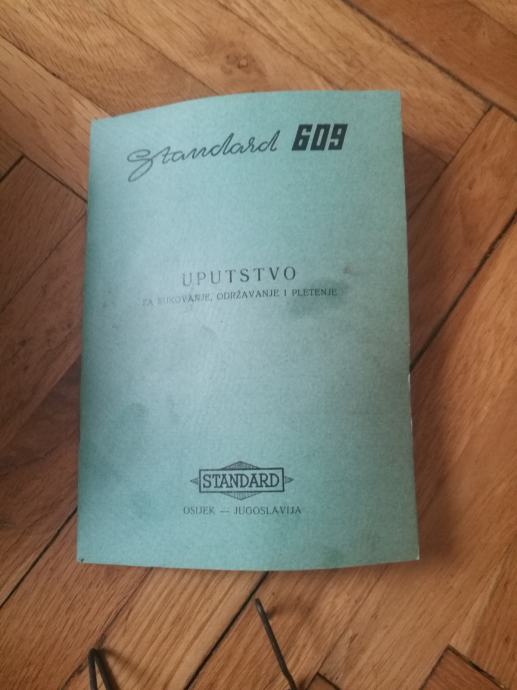 Standard 609
UPUTSTVO
ZA RUKOVANJE, ODRŽAVANJE I PLETENJE
STANDARD
OSIJEK — JUGOSLAVIJA